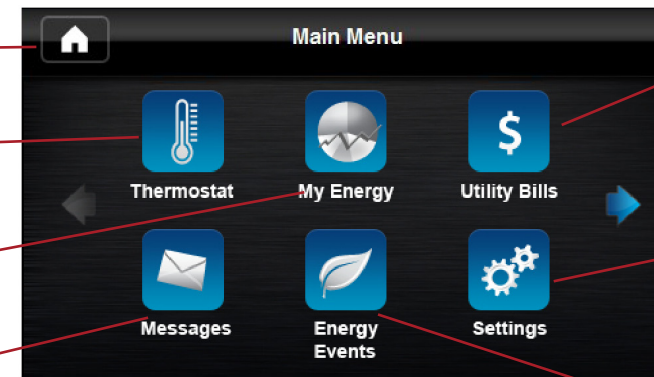 Main Menu
Thermostat
My Energy
$
Utility Bills
Messages
Energy
Events
Settings